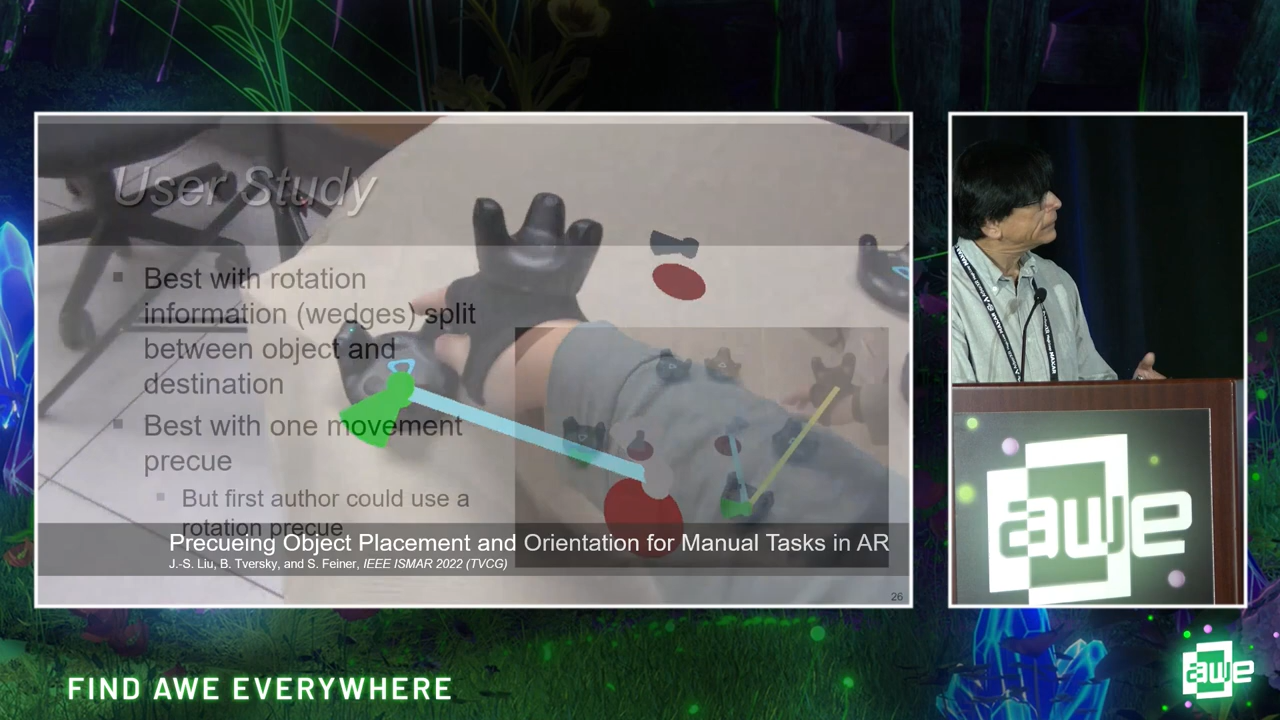 User Study
Best with rotation
information (wedges) split
between object and
destination
Best with one movement
precue
But first author could use a
rotation precue
Precueing Object Placement and Orientation for Manual Tasks in AR
J.-S. Liu, B. Tversky, and S. Feiner, IEEE ISMAR 2022 (TVCG)
26
awe
FIND AWE EVERYWHERE
awe